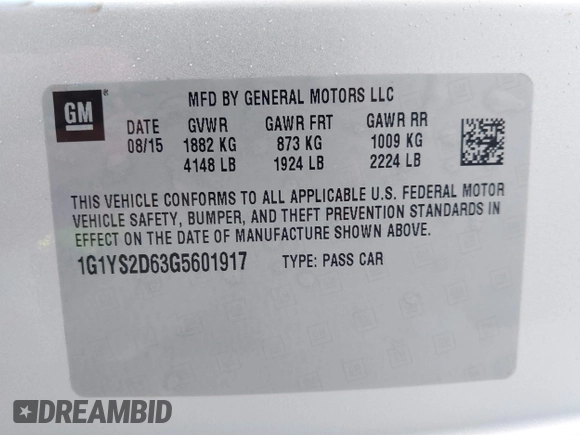 GM
MFD BY GENERAL MOTORS LLC
DATE GVWR GAWR FRT GAWR RR
08/15 1882 KG 873 KG 1009 KG
4148 LB 1924 LB 2224 LB
THIS VEHICLE CONFORMS TO ALL APPLICABLE U.S. FEDERAL MOTOR
VEHICLE SAFETY, BUMPER, AND THEFT PREVENTION STANDARDS IN
EFFECT ON THE DATE OF MANUFACTURE SHOWN ABOVE.
1G1YS2D63G5601917 TYPE: PASS CAR
DREAMBID